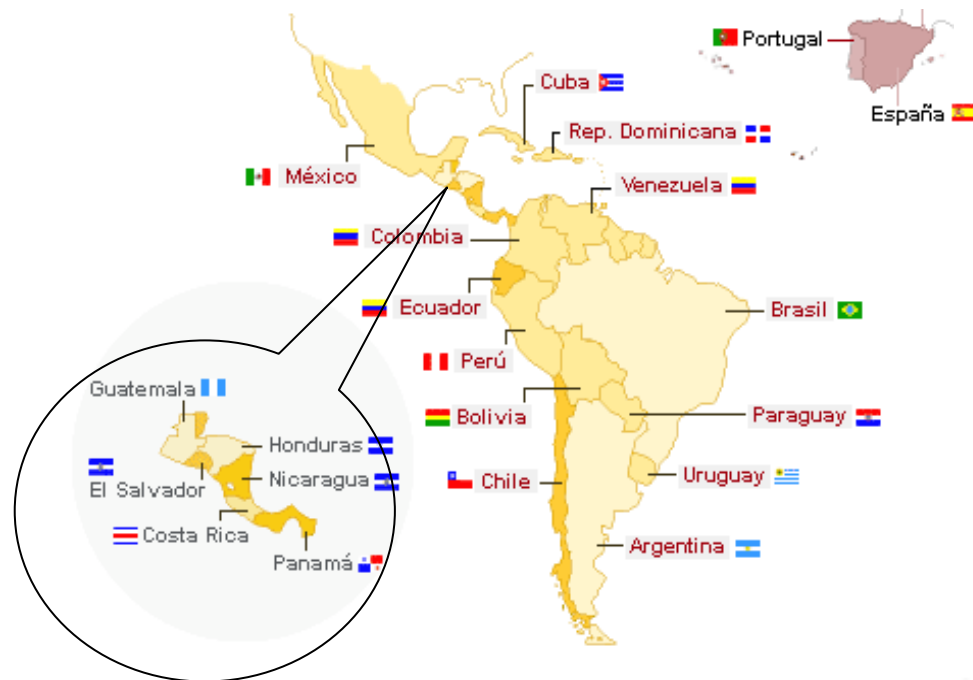 Portugal
España
Cuba
Rep. Dominicana
México
Venezuela
Colombia
Ecuador
Brasil
Perú
Bolivia
Paraguay
Chile
Uruguay
Argentina
Guatemala
Honduras
El Salvador
Nicaragua
Costa Rica
Panamá